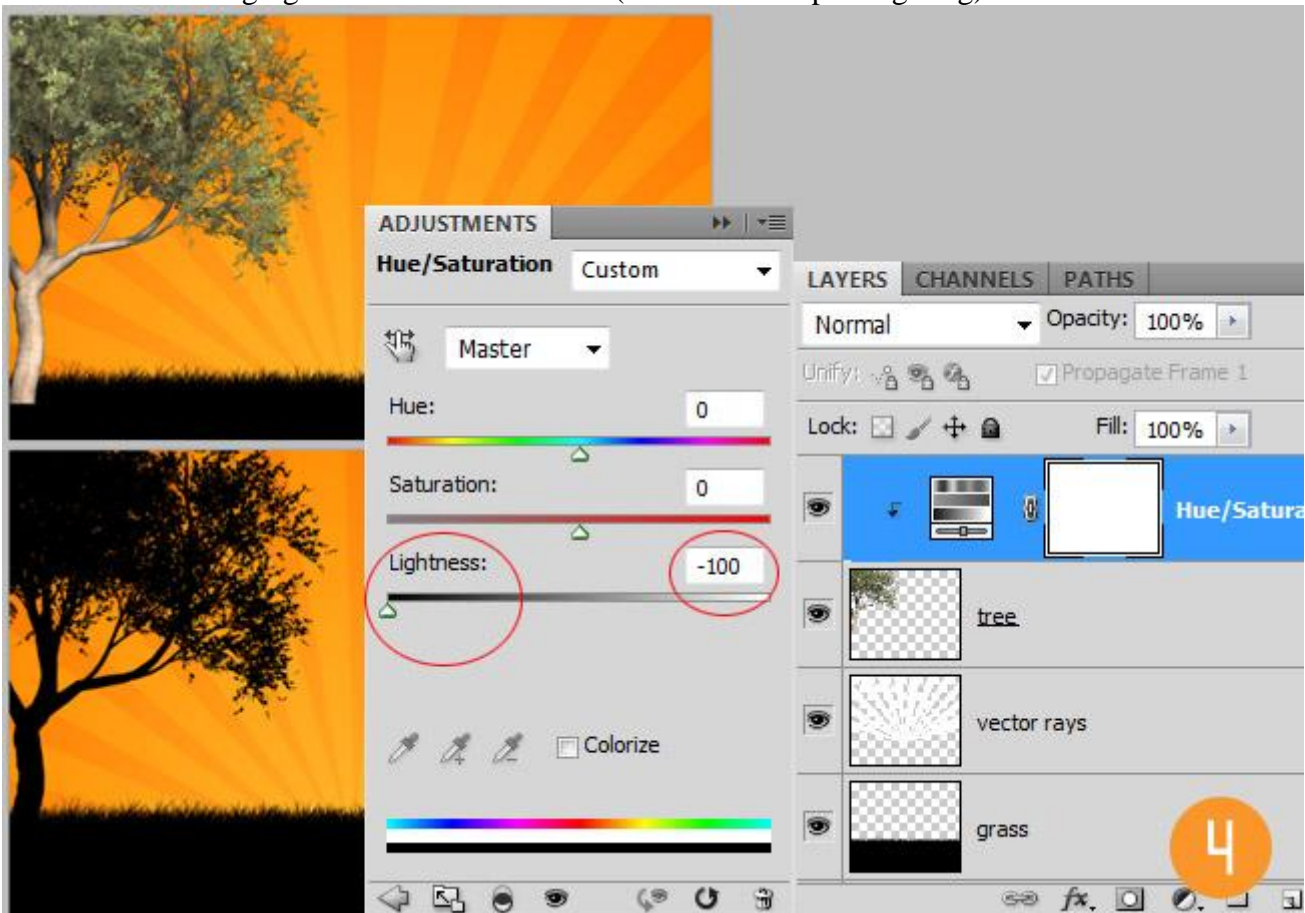 ADJUSTMENTS
Hue/Saturation Custom
Master
Hue: 0
Saturation: 0
Lightness: -100
Colorize
LAYERS CHANNELS PATHS
Normal Opacity: 100%
Unify: Propagate Frame 1
Lock: Fill: 100%
Hue/Satura
tree
vector rays
grass
4
fx.